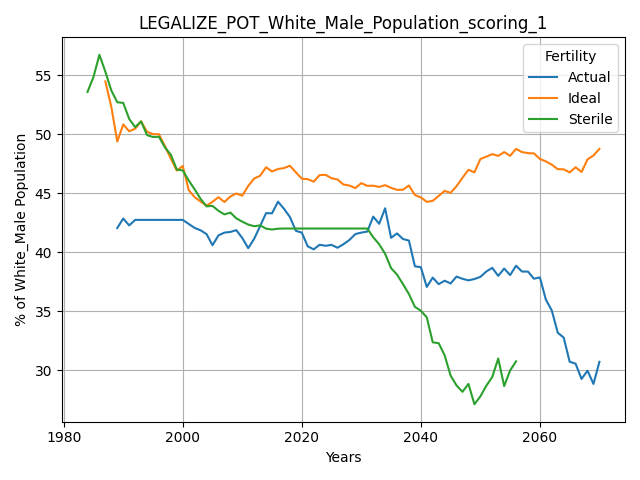 LEGALIZE_POT_White_Male_Population_scoring_1
Fertility
Actual
Ideal
Sterile
% of White_Male Population
55
50
45
40
35
30
1980
2000
2020
2040
2060
Years